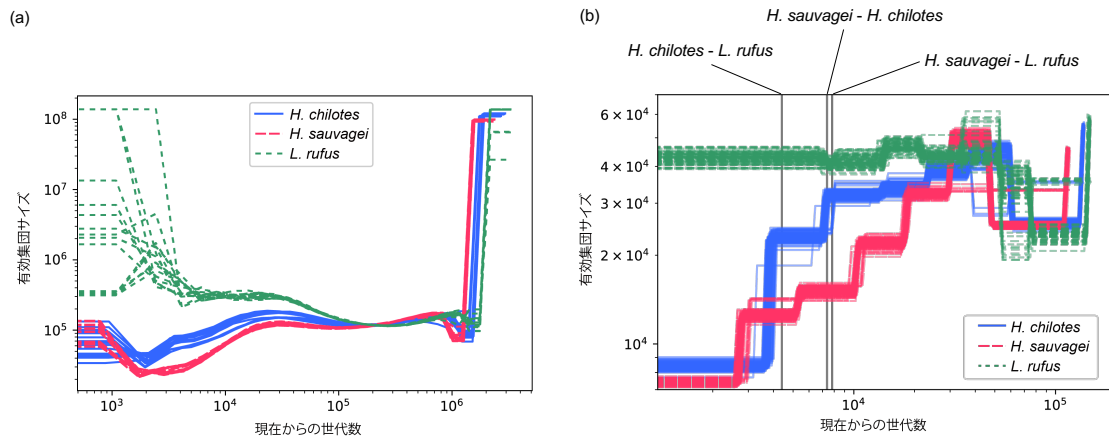 (a)
10⁸
10⁷
10⁶
10⁵
10³
10⁴
10⁵
10⁶
有効集団サイズ
現在からの世代数
H. chilotes
H. sauvagei
L. rufus
(b)
H. sauvagei - H. chilotes
H. chilotes - L. rufus
H. sauvagei - L. rufus
6 × 10⁴
4 × 10⁴
3 × 10⁴
2 × 10⁴
10⁴
10⁴
10⁵
有効集団サイズ
現在からの世代数
H. chilotes
H. sauvagei
L. rufus